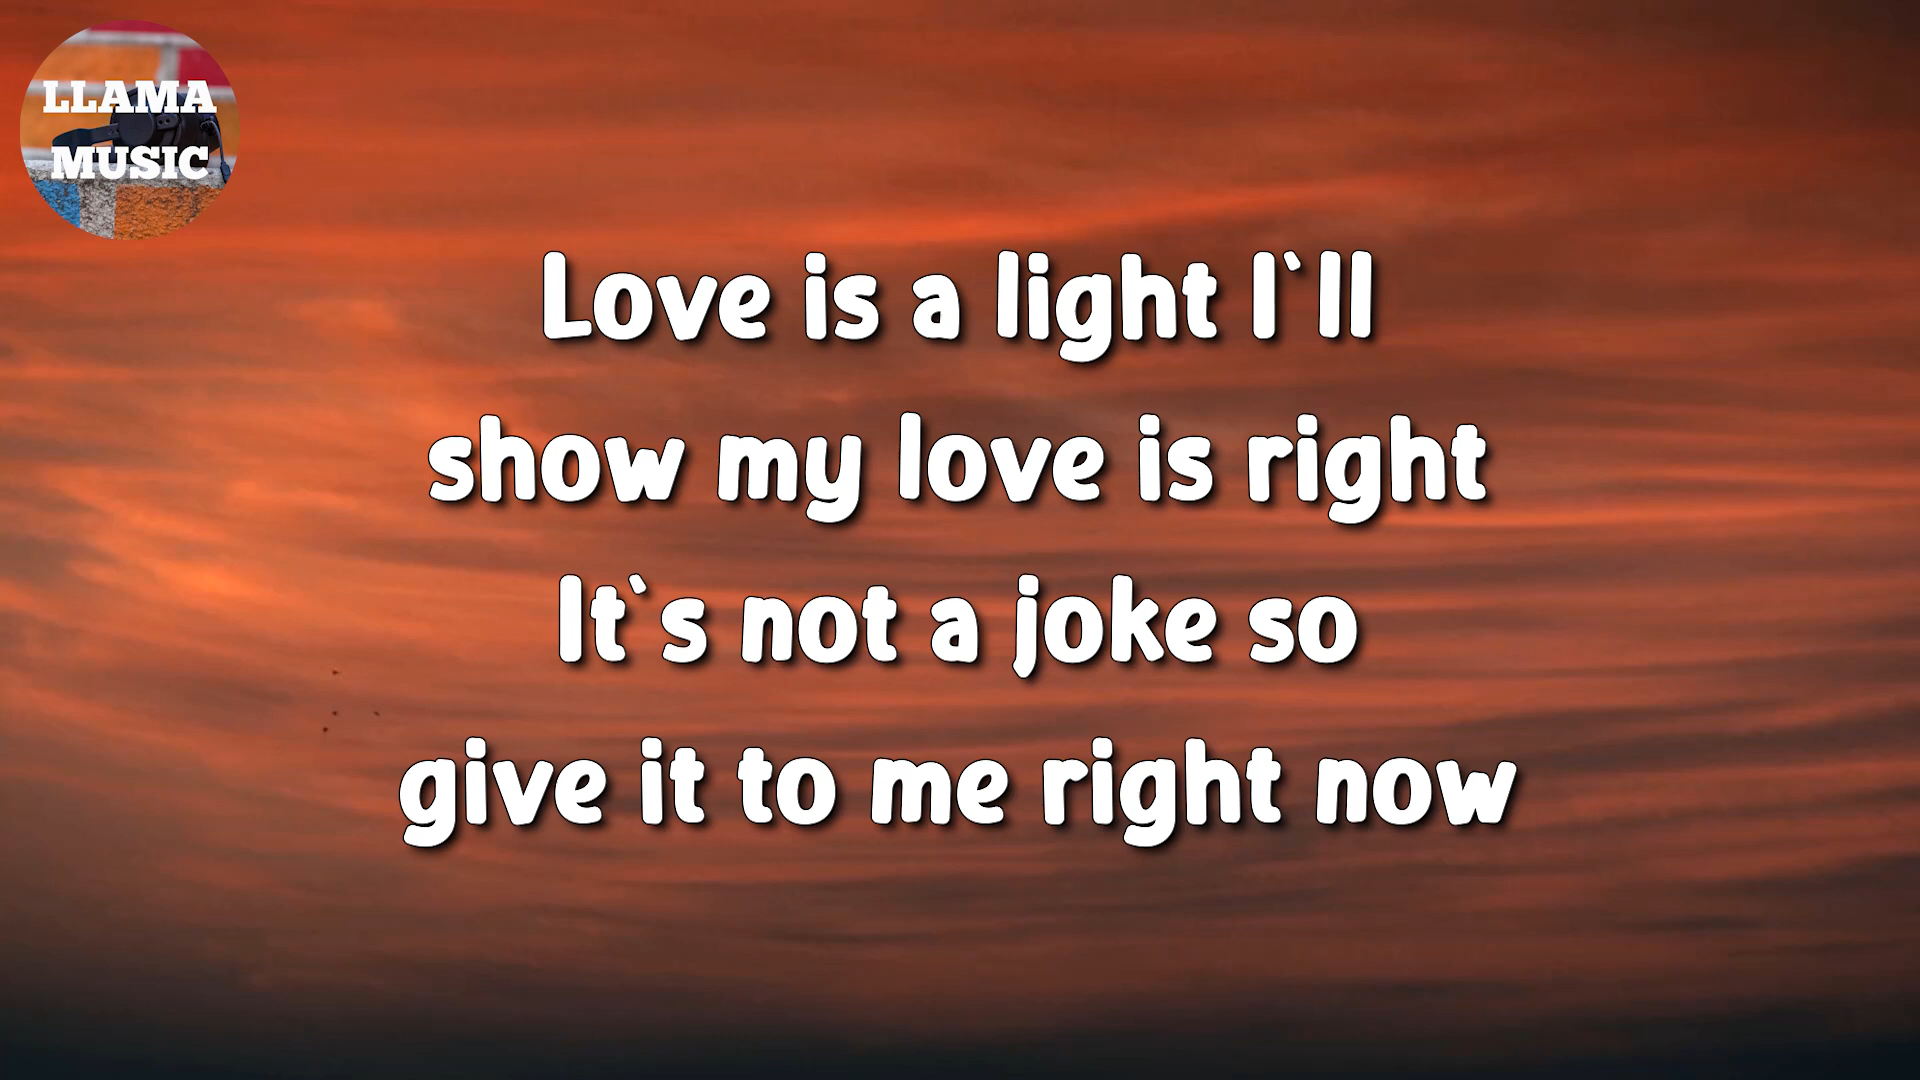 LLAMA
MUSIC
Love is a light I`ll
show my love is right
It`s not a joke so
give it to me right now